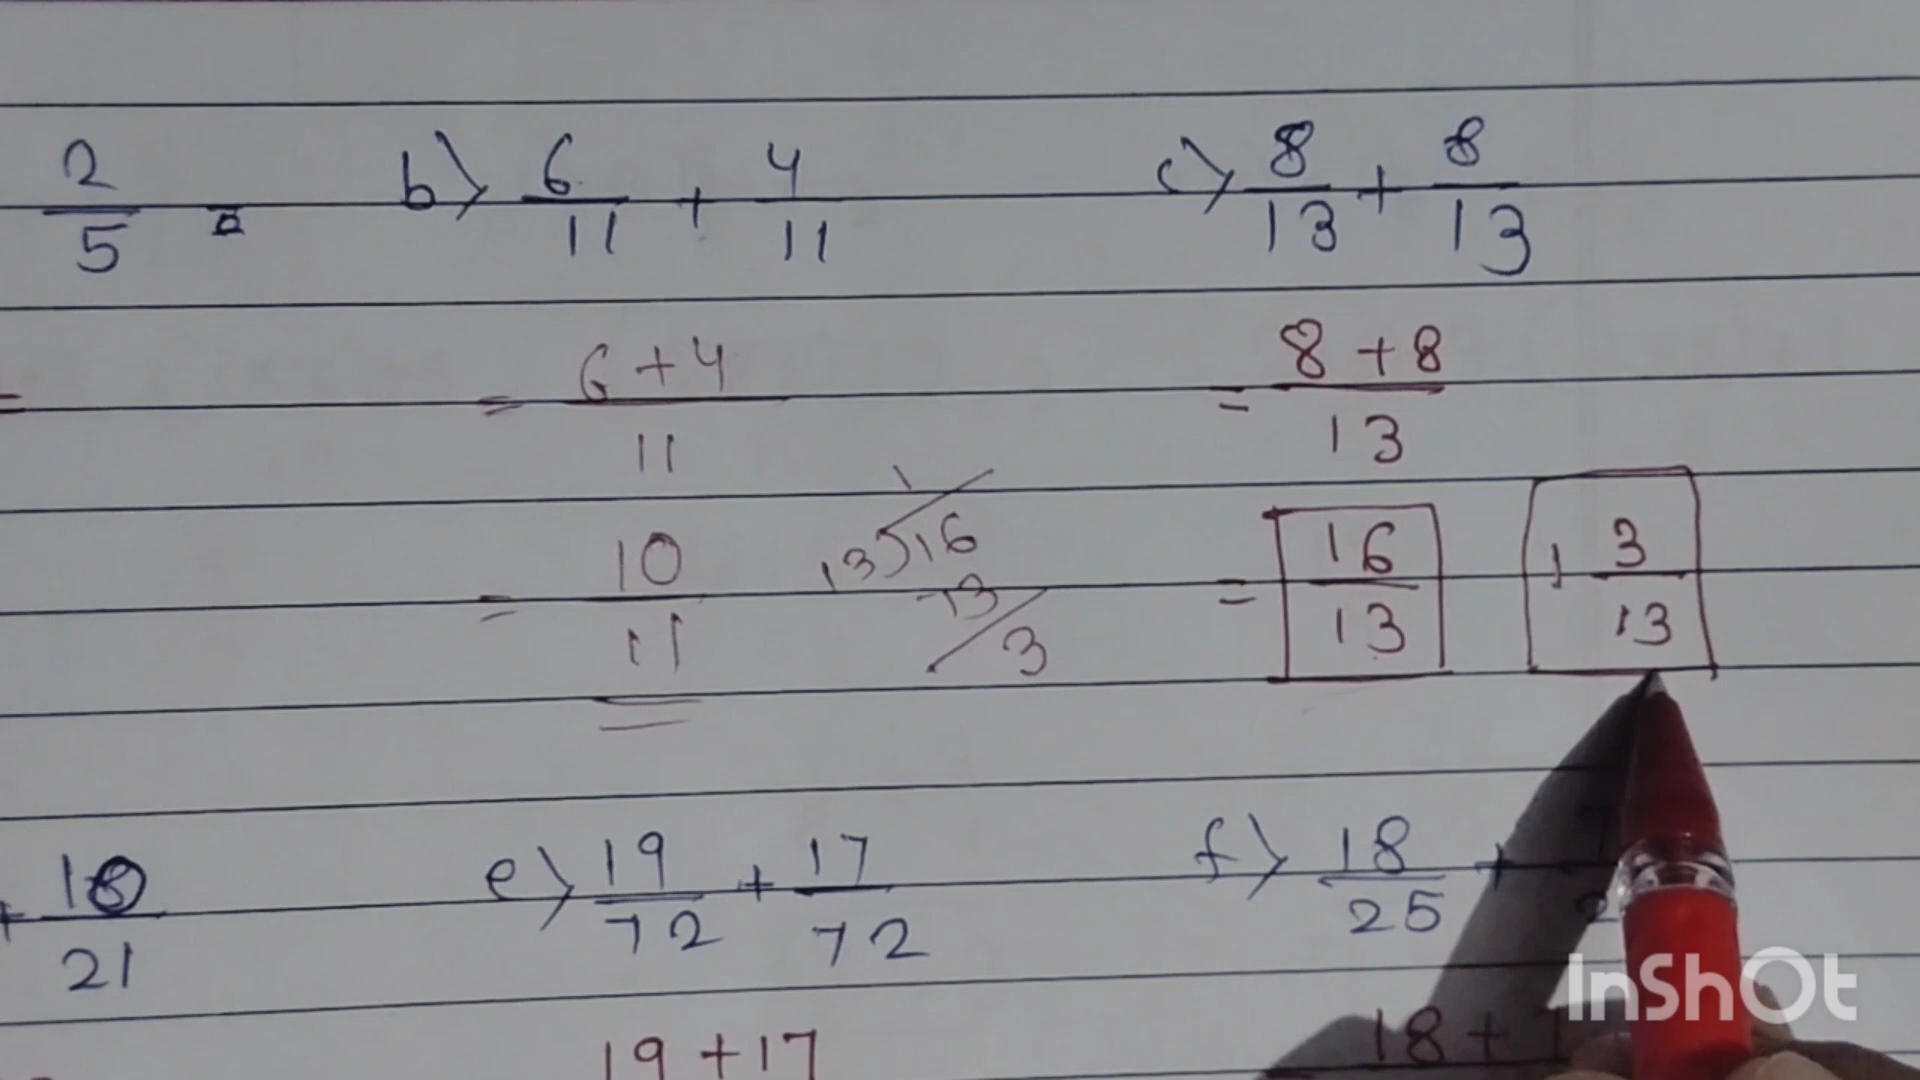 2/5 =
b) 6/11 + 4/11
c) 8/13 + 8/13
=
= 6+4/11
= 8+8/13
= 10/11
1
13)16
-13
3
= 16/13
1 3/13
+ 18/21
e) 19/72 + 17/72
f) 18/25 +
19+17
18+
InShOt